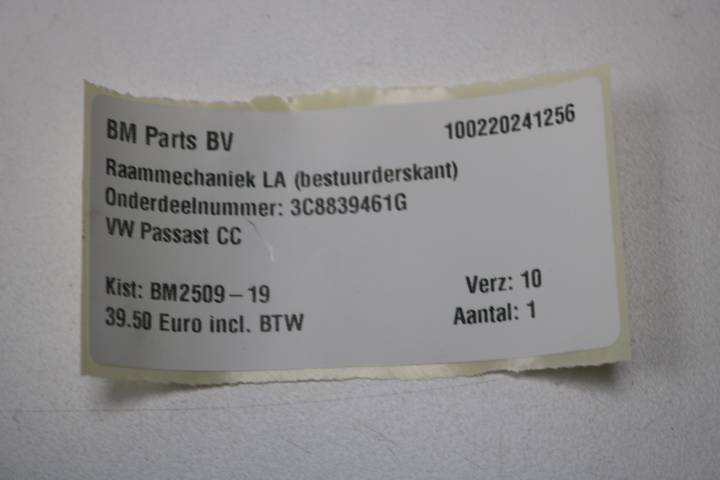 BM Parts BV 100220241256
Raammechaniek LA (bestuurderskant)
Onderdeelnummer: 3C8839461G
VW Passast CC
Kist: BM2509-19 Verz: 10
39.50 Euro incl. BTW Aantal: 1